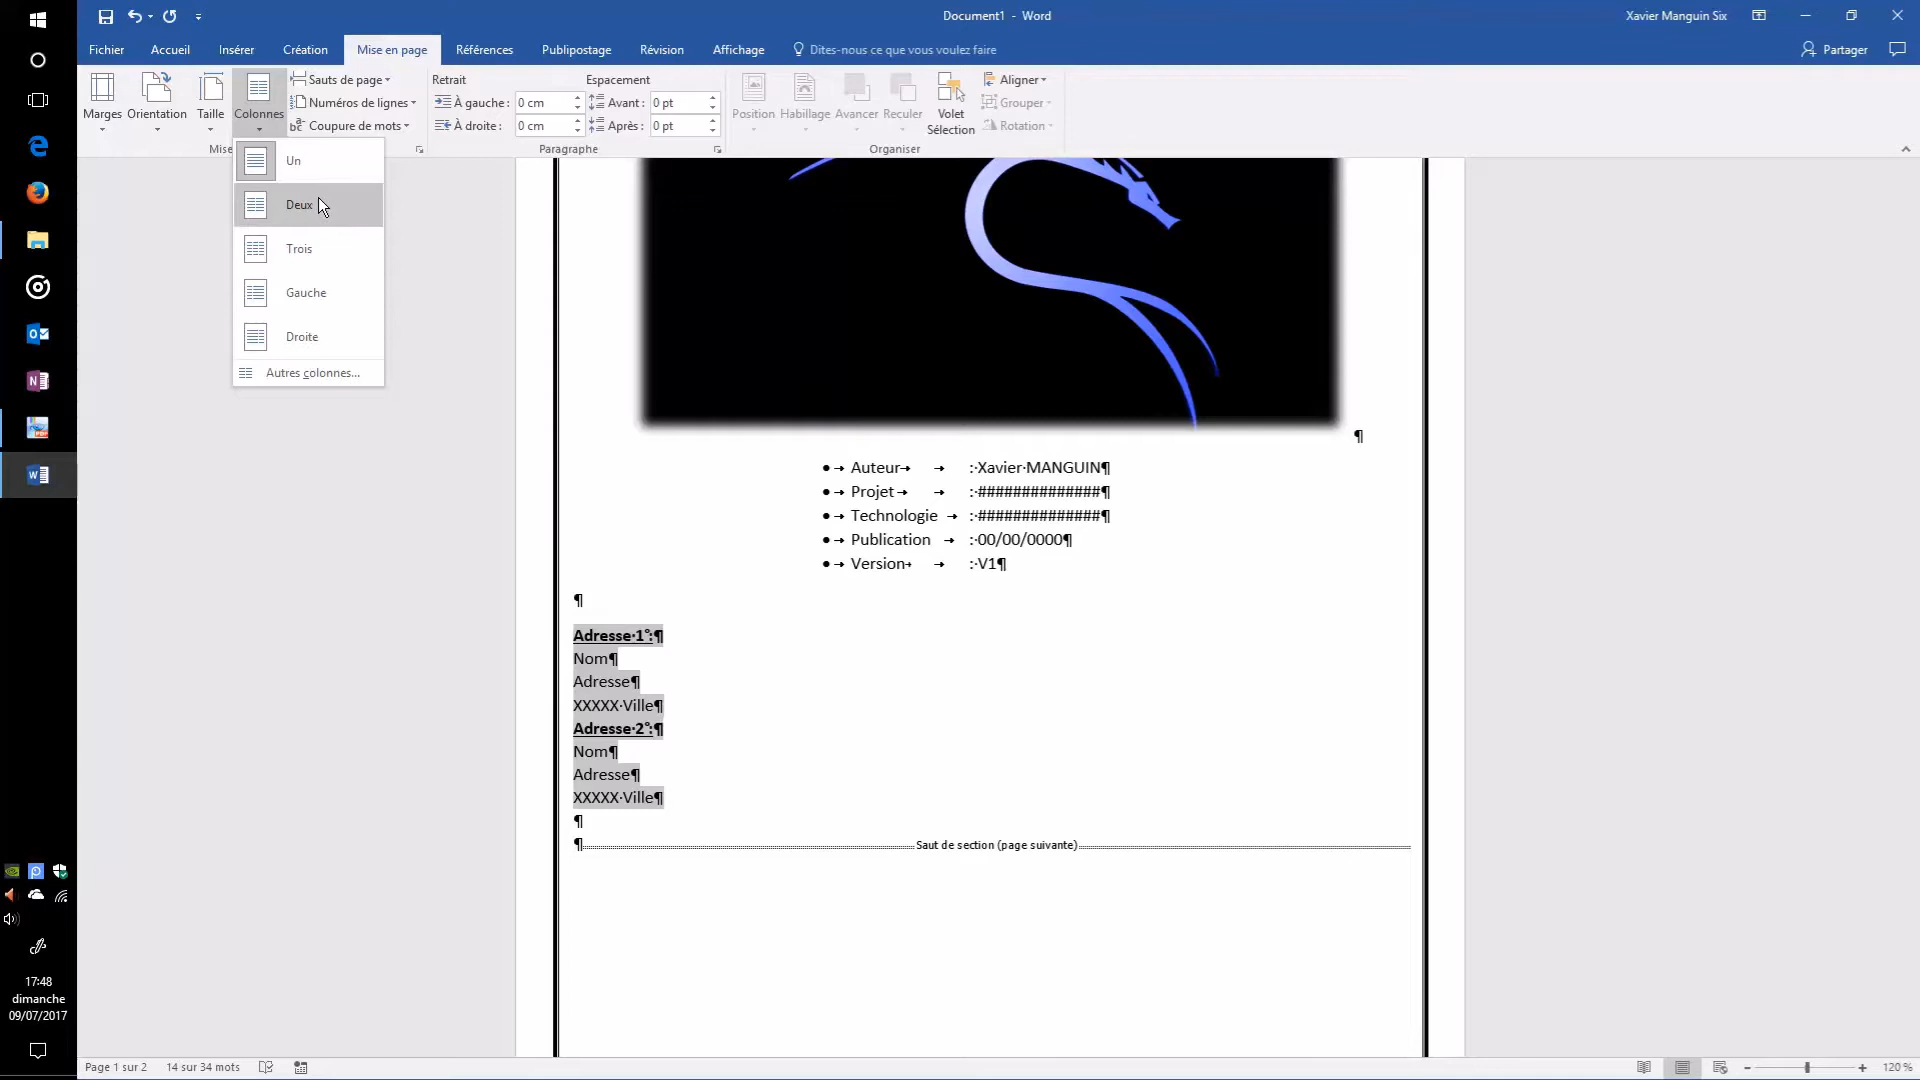 Document1 - Word
Xavier Manguin Six
Fichier
Accueil
Insérer
Création
Mise en page
Références
Publipostage
Révision
Affichage
Dites-nous ce que vous voulez faire
Partager
Marges
Orientation
Taille
Colonnes
Sauts de page
Numéros de lignes
Coupure de mots
Mise
Retrait
Espacement
À gauche : 0 cm
Avant : 0 pt
À droite : 0 cm
Après : 0 pt
Paragraphe
Position
Habillage
Avancer
Reculer
Volet
Sélection
Aligner
Grouper
Rotation
Organiser
Un
Deux
Trois
Gauche
Droite
Autres colonnes...
¶
●→ Auteur→ → :·Xavier·MANGUIN¶
●→ Projet→ → :·##############¶
●→ Technologie → :·##############¶
●→ Publication → :·00/00/0000¶
●→ Version→ → :·V1¶
¶
Adresse·1°:¶
Nom¶
Adresse¶
XXXXX·Ville¶
Adresse·2°:¶
Nom¶
Adresse¶
XXXXX·Ville¶
¶
¶ Saut de section (page suivante)
17:48
dimanche
09/07/2017
Page 1 sur 2
14 sur 34 mots
120 %